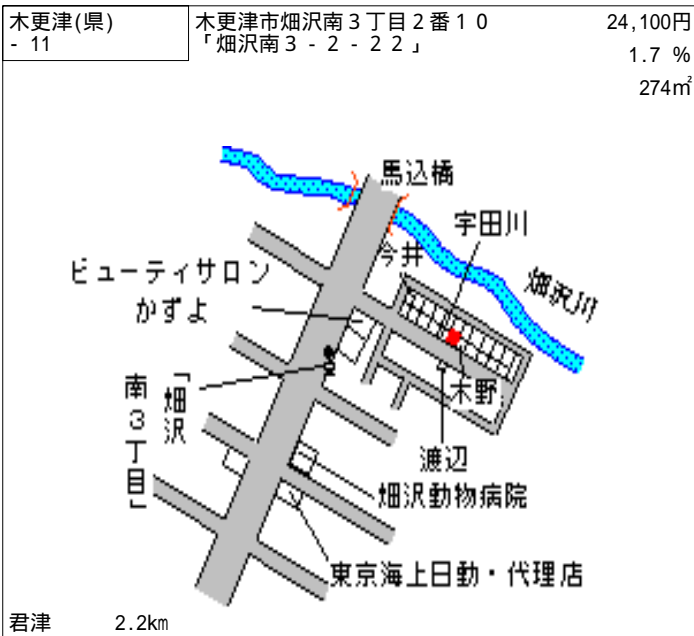 木更津(県)
- 11
木更津市畑沢南３丁目２番１０
「畑沢南３－２－２２」
24,100円
1.7 %
274㎡
馬込橋
宇田川
今井
畑沢川
ビューティサロン
かずよ
木野
「畑沢
南３丁目」
渡辺
畑沢動物病院
東京海上日動・代理店
君津 2.2km